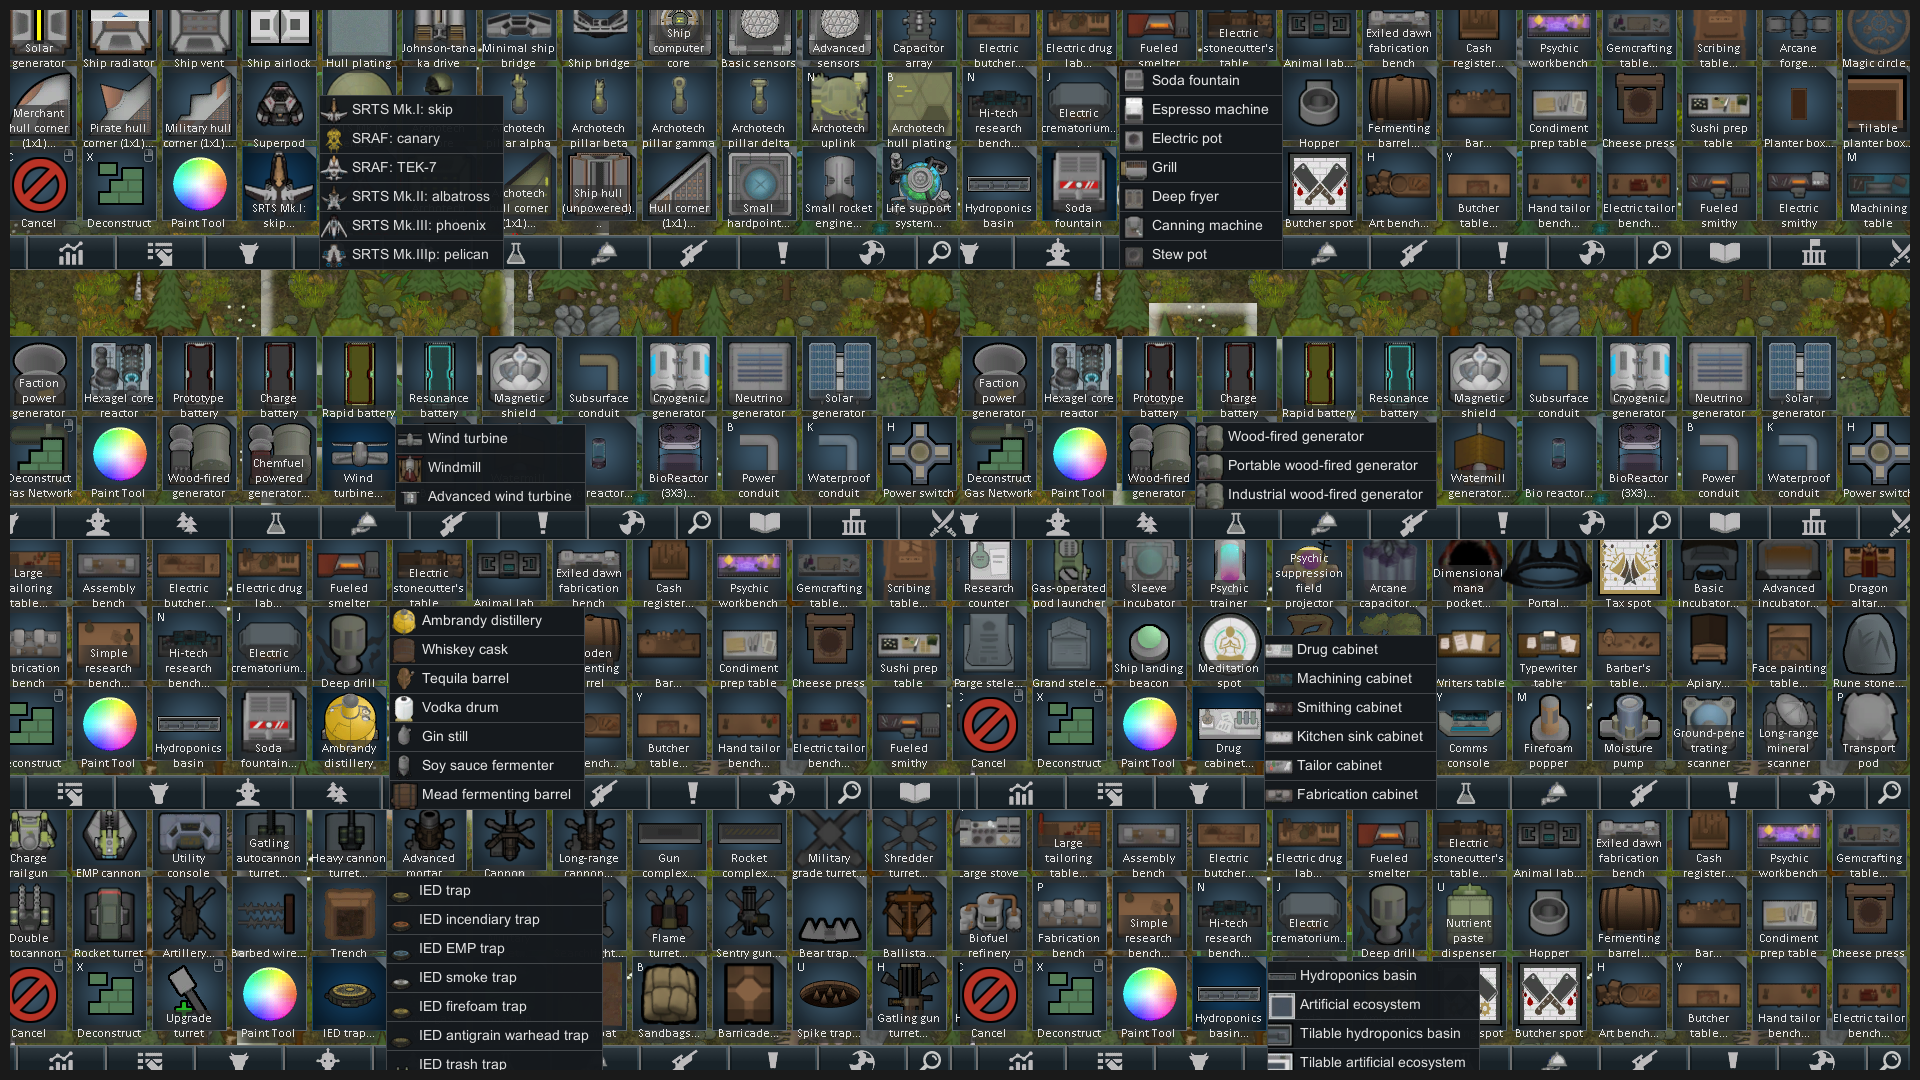 Solar
generator
Ship radiator
Ship vent
Ship airlock
Hull plating
Johnson-tana
ka drive
Minimal ship
bridge
Ship bridge
Ship
computer
core
Basic sensors
Advanced
sensors
Capacitor
array
Merchant
hull corner
(1x1)...
Pirate hull
corner (1x1)...
Military hull
corner (1x1)...
Superpod
Archotech
pillar beta
Archotech
pillar gamma
Archotech
pillar delta
N
Archotech
uplink
B
Archotech
hull plating
Cancel
X
Deconstruct
Paint Tool
SRTS Mk.I:
skip...
Ship hull
(unpowered)...
Hull corner
(1x1)...
Small
hardpoint...
Small rocket
engine...
Life support
system...
SRTS Mk.I: skip
SRAF: canary
SRAF: TEK-7
SRTS Mk.II: albatross
SRTS Mk.III: phoenix
SRTS Mk.IIIp: pelican
Electric
butcher...
Electric drug
lab...
Fueled
smelter
Electric
stonecutter's
Animal lab...
Exiled dawn
fabrication
bench
Cash
register...
Psychic
workbench
Gemcrafting
table...
Scribing
table...
Arcane
forge...
Magic circle
N
Hi-tech
research
bench...
J
Electric
crematorium...
Hopper
Fermenting
barrel...
Bar...
Condiment
prep table
Cheese press
Sushi prep
table
Planter box...
Tilable
planter box...
Hydroponics
basin
Soda
fountain
Butcher spot
H
Art bench...
Y
Butcher
table...
Hand tailor
bench...
Electric tailor
bench...
Fueled
smithy
Electric
smithy
M
Machining
table
Soda fountain
Espresso machine
Electric pot
Grill
Deep fryer
Canning machine
Stew pot
Faction
power
generator
Hexagel core
reactor
Prototype
battery
Charge
battery
Rapid battery
Resonance
battery
Magnetic
shield
Subsurface
conduit
Cryogenic
generator
Neutrino
generator
Solar
generator
Deconstruct
Gas Network
Paint Tool
Wood-fired
generator
Chemfuel
powered
generator...
Wind
turbine...
reactor...
BioReactor
(3X3)...
B
Power
conduit
K
Waterproof
conduit
H
Power switch
Wind turbine
Windmill
Advanced wind turbine
Faction
power
generator
Hexagel core
reactor
Prototype
battery
Charge
battery
Rapid battery
Resonance
battery
Magnetic
shield
Subsurface
conduit
Cryogenic
generator
Neutrino
generator
Solar
generator
Deconstruct
Gas Network
Paint Tool
Wood-fired
generator
Watermill
generator...
Bio reactor...
BioReactor
(3X3)...
B
Power
conduit
K
Waterproof
conduit
H
Power switch
Wood-fired generator
Portable wood-fired generator
Industrial wood-fired generator
Large
tailoring
table...
Assembly
bench
Electric
butcher...
Electric drug
lab...
Fueled
smelter
Electric
stonecutter's
table
Animal lab
Exiled dawn
fabrication
bench
Cash
register...
Psychic
workbench
Gemcrafting
table...
Scribing
table...
brication
bench
Simple
research
bench...
N
Hi-tech
research
bench...
J
Electric
crematorium...
Deep drill
Bar...
Condiment
prep table
Cheese press
Sushi prep
table
construct
Paint Tool
Hydroponics
basin
Soda
fountain...
Ambrandy
distillery
Y
Butcher
table...
Hand tailor
bench...
Electric tailor
bench...
Fueled
smithy
Ambrandy distillery
Whiskey cask
Tequila barrel
Vodka drum
Gin still
Soy sauce fermenter
Mead fermenting barrel
Research
counter
Gas-operated
pod launcher
Sleeve
incubator
Psychic
trainer
Psychic
suppression
field
projector
Arcane
capacitor...
Dimensional
mana
pocket...
Portal...
Tax spot
Basic
incubator...
Advanced
incubator...
Dragon
altar...
Large stele...
Grand stele...
Ship landing
beacon
Meditation
spot
Writers table
Typewriter
table...
Barber's
table...
Apiary...
Face painting
table...
Rune stone...
Cancel
X
Deconstruct
Paint Tool
Drug
cabinet...
Y
Comms
console
M
Firefoam
popper
Moisture
pump
Ground-pene
trating
scanner
Long-range
mineral
scanner
P
Transport
pod
Drug cabinet
Machining cabinet
Smithing cabinet
Kitchen sink cabinet
Tailor cabinet
Fabrication cabinet
Charge
railgun
EMP cannon
Utility
console
Gatling
autocannon
turret...
Heavy cannon
turret...
Advanced
mortar
Cannon
Long-range
cannon...
Gun
complex...
Rocket
complex...
Military
grade turret...
Shredder
turret...
Double
tocannon
Rocket turret
Artillery...
Barbed wire...
Trench
Flame
turret...
Sentry gun...
Bear trap...
Ballista...
Cancel
X
Deconstruct
Upgrade
turret
Paint Tool
IED trap...
B
Sandbags...
Barricade...
U
Spike trap...
H
Gatling gun
turret...
IED trap
IED incendiary trap
IED EMP trap
IED smoke trap
IED firefoam trap
IED antigrain warhead trap
IED trash trap
Large stove
Large
tailoring
table...
Assembly
bench
Electric
butcher...
Electric drug
lab...
Fueled
smelter
Electric
stonecutter's
table...
Animal lab...
Exiled dawn
fabrication
bench
Cash
register...
Psychic
workbench
Gemcrafting
table...
Biofuel
refinery
P
Fabrication
bench
Simple
research
bench...
N
Hi-tech
research
bench...
J
Electric
crematorium...
Deep drill
U
Nutrient
paste
dispenser
Hopper
Fermenting
barrel...
Bar...
Condiment
prep table
Cheese press
Cancel
X
Deconstruct
Paint Tool
Hydroponics
basin...
spot
Butcher spot
H
Art bench...
Y
Butcher
table...
Hand tailor
bench...
Electric tailor
bench...
Hydroponics basin
Artificial ecosystem
Tilable hydroponics basin
Tilable artificial ecosystem